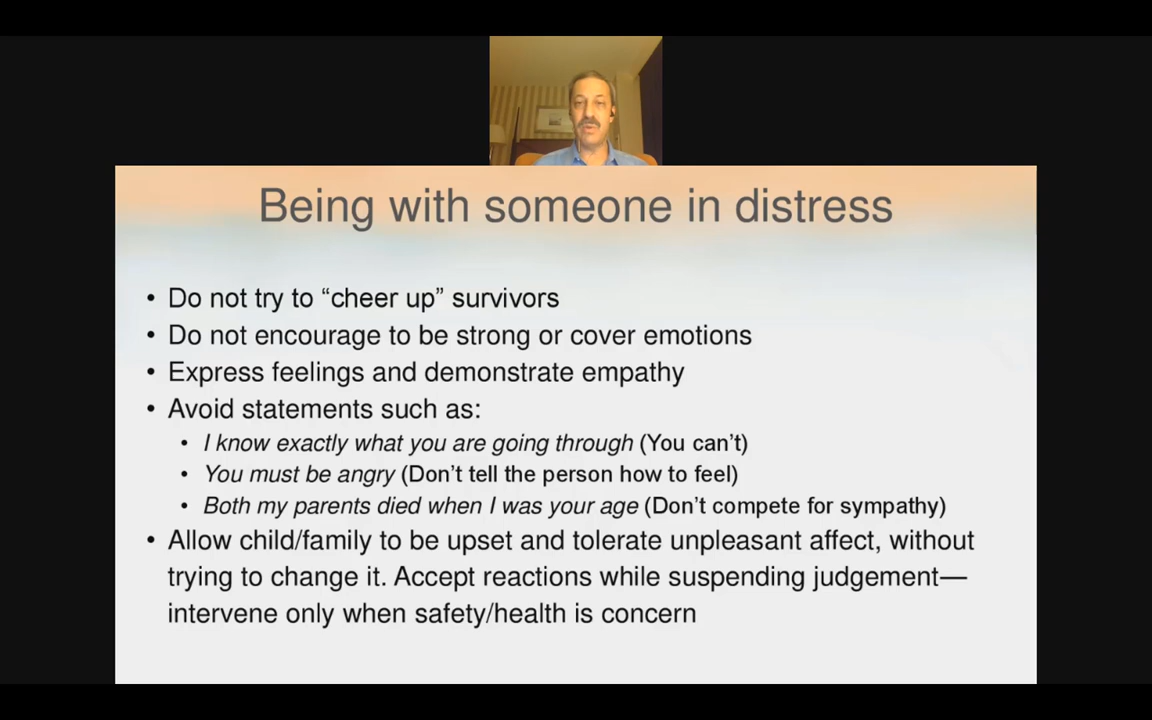 Being with someone in distress
• Do not try to “cheer up” survivors
• Do not encourage to be strong or cover emotions
• Express feelings and demonstrate empathy
• Avoid statements such as:
• I know exactly what you are going through (You can’t)
• You must be angry (Don’t tell the person how to feel)
• Both my parents died when I was your age (Don’t compete for sympathy)
• Allow child/family to be upset and tolerate unpleasant affect, without
trying to change it. Accept reactions while suspending judgement—
intervene only when safety/health is concern